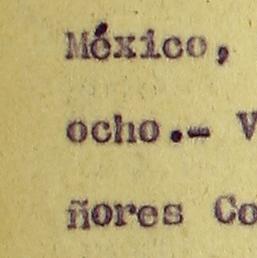 México,
ocho.- V
ñores Co